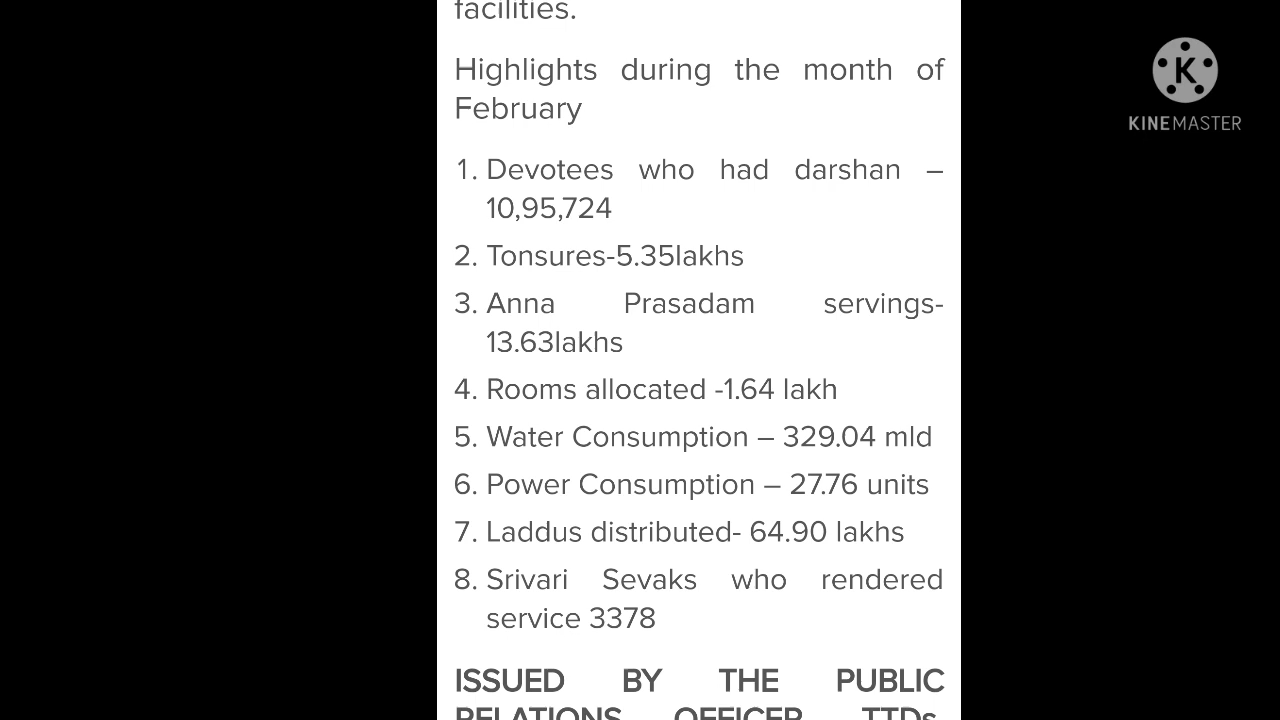 facilities.
Highlights during the month of
February
1. Devotees who had darshan –
10,95,724
2. Tonsures-5.35lakhs
3. Anna Prasadam servings-
13.63lakhs
4. Rooms allocated -1.64 lakh
5. Water Consumption – 329.04 mld
6. Power Consumption – 27.76 units
7. Laddus distributed- 64.90 lakhs
8. Srivari Sevaks who rendered
service 3378
ISSUED BY THE PUBLIC
RELATIONS OFFICER TTDs,
K
KINEMASTER